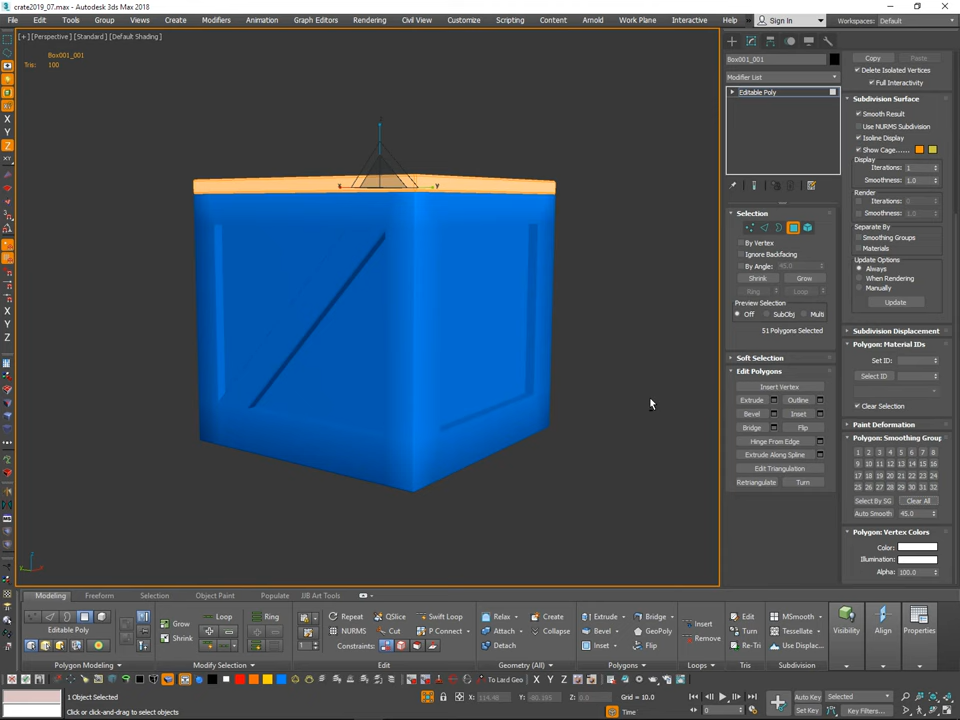 crate2019_07.max - Autodesk 3ds Max 2018
File Edit Tools Group Views Create Modifiers Animation Graph Editors Rendering Civil View Customize Scripting Content Arnold Work Plane Interactive Help Sign In Workspaces: Default
[+] [Perspective] [Standard] [Default Shading]
Box001_001
Tris: 100
X
Y
Z
XY
X
Y
Z
Box001_001
Modifier List
Editable Poly
Selection
By Vertex
Ignore Backfacing
By Angle: 45.0
Shrink Grow
Ring Loop
Preview Selection
Off SubObj Multi
51 Polygons Selected
Soft Selection
Edit Polygons
Insert Vertex
Extrude Outline
Bevel Inset
Bridge Flip
Hinge From Edge
Extrude Along Spline
Edit Triangulation
Retriangulate Turn
Copy Paste
Delete Isolated Vertices
Full Interactivity
Subdivision Surface
Smooth Result
Use NURMS Subdivision
Isoline Display
Show Cage......
Display
Iterations: 1
Smoothness: 1.0
Render
Iterations: 0
Smoothness: 1.0
Separate By
Smoothing Groups
Materials
Update Options
Always
When Rendering
Manually
Update
Subdivision Displacement
Polygon: Material IDs
Set ID:
Select ID
Clear Selection
Paint Deformation
Polygon: Smoothing Group
1 2 3 4 5 6 7 8
9 10 11 12 13 14 15 16
17 18 19 20 21 22 23 24
25 26 27 28 29 30 31 32
Select By SG Clear All
Auto Smooth 45.0
Polygon: Vertex Colors
Color:
Illumination:
Alpha: 100.0
Modeling Freeform Selection Object Paint Populate JJB Art Tools
Editable Poly
Polygon Modeling
Grow
Shrink
Loop
Ring
Modify Selection
Repeat QSlice Swift Loop
NURMS Cut P Connect
Constraints:
Edit
Relax Create
Attach Collapse
Detach
Geometry (All)
Extrude Bridge
Bevel GeoPoly
Inset Flip
Polygons
Insert
Remove
Loops
Edit
Turn
Re-Tri
Tris
MSmooth
Tessellate
Use Displac...
Subdivision
Visibility
Align
Properties
To Land Geo
X Y Z
1 Object Selected
Click or click-and-drag to select objects
X: 114.48 Y: -80.185 Z: 0.0 Grid = 10.0
Time
0
Auto Key Selected
Set Key Key Filters...